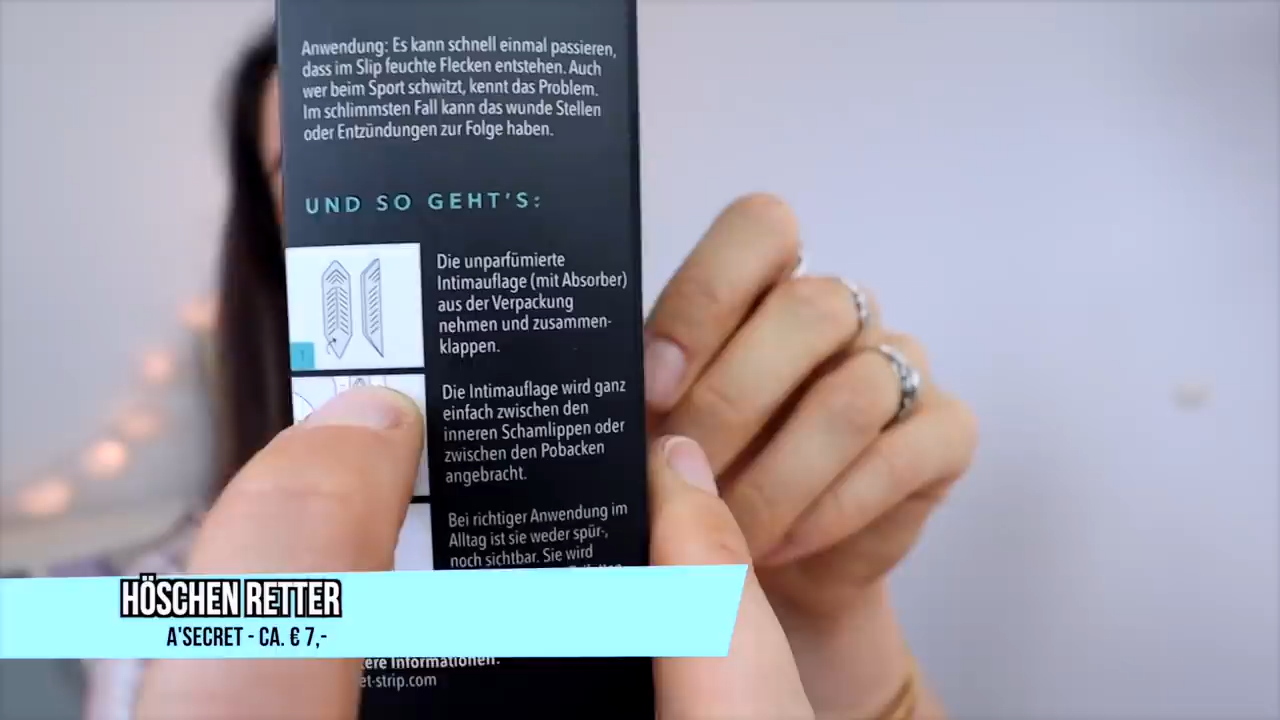 Anwendung: Es kann schnell einmal passieren,
dass im Slip feuchte Flecken entstehen. Auch
wer beim Sport schwitzt, kennt das Problem.
Im schlimmsten Fall kann das wunde Stellen
oder Entzündungen zur Folge haben.
UND SO GEHT'S:
Die unparfümierte
Intimauflage (mit Absorber)
aus der Verpackung
nehmen und zusammen-
klappen.
1
Die Intimauflage wird ganz
einfach zwischen den
inneren Schamlippen oder
zwischen den Pobacken
angebracht.
Bei richtiger Anwendung im
Alltag ist sie weder spür-,
noch sichtbar. Sie wird
HÖSCHEN RETTER
A'SECRET - CA. € 7,-
tere Informationen:
et-strip.com